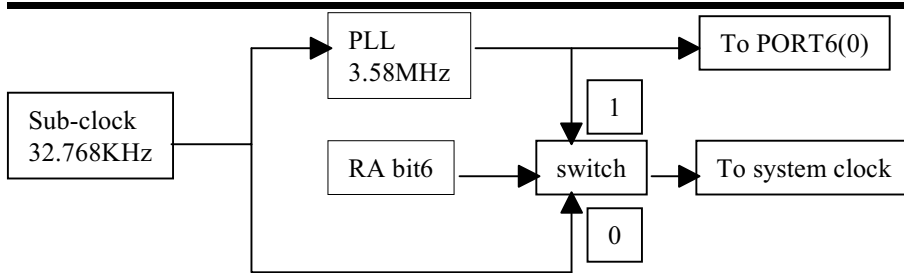 PLL
3.58MHz
To PORT6(0)
Sub-clock
32.768KHz
1
RA bit6
switch
To system clock
0